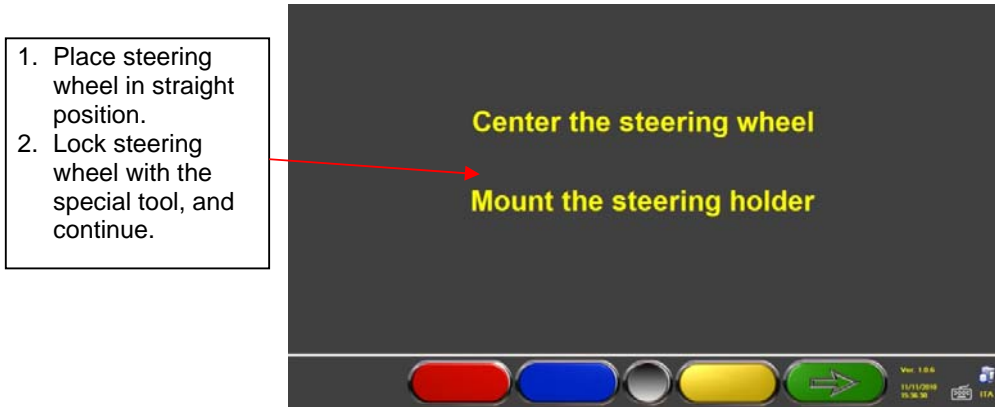 1. Place steering
wheel in straight
position.
2. Lock steering
wheel with the
special tool, and
continue.
Center the steering wheel
Mount the steering holder
Ver. 1.0.6
11/11/2010
15.36.30
ITA